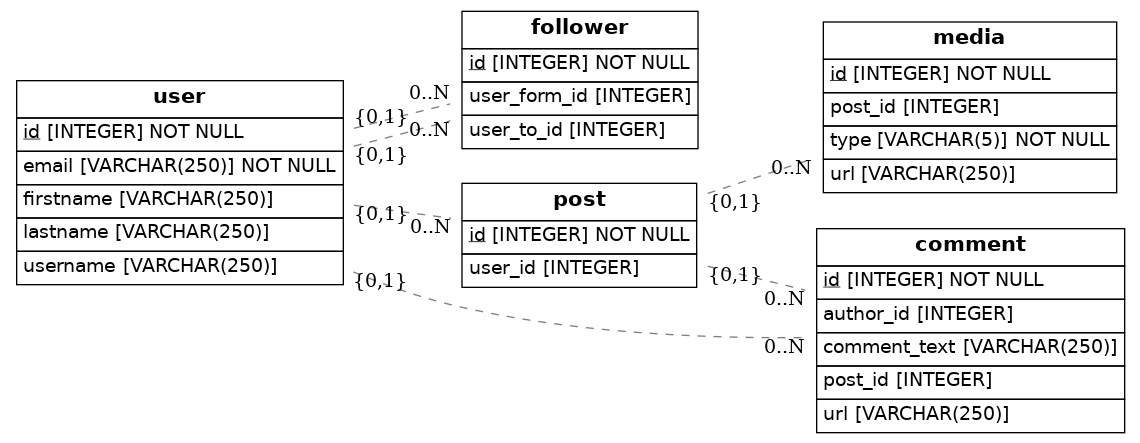 user
id [INTEGER] NOT NULL
email [VARCHAR(250)] NOT NULL
firstname [VARCHAR(250)]
lastname [VARCHAR(250)]
username [VARCHAR(250)]
follower
id [INTEGER] NOT NULL
user_form_id [INTEGER]
user_to_id [INTEGER]
post
id [INTEGER] NOT NULL
user_id [INTEGER]
media
id [INTEGER] NOT NULL
post_id [INTEGER]
type [VARCHAR(5)] NOT NULL
url [VARCHAR(250)]
comment
id [INTEGER] NOT NULL
author_id [INTEGER]
comment_text [VARCHAR(250)]
post_id [INTEGER]
url [VARCHAR(250)]
0..N
{0,1}
0..N
{0,1}
{0,1}
0..N
{0,1}
0..N
{0,1}
0..N
{0,1}
0..N